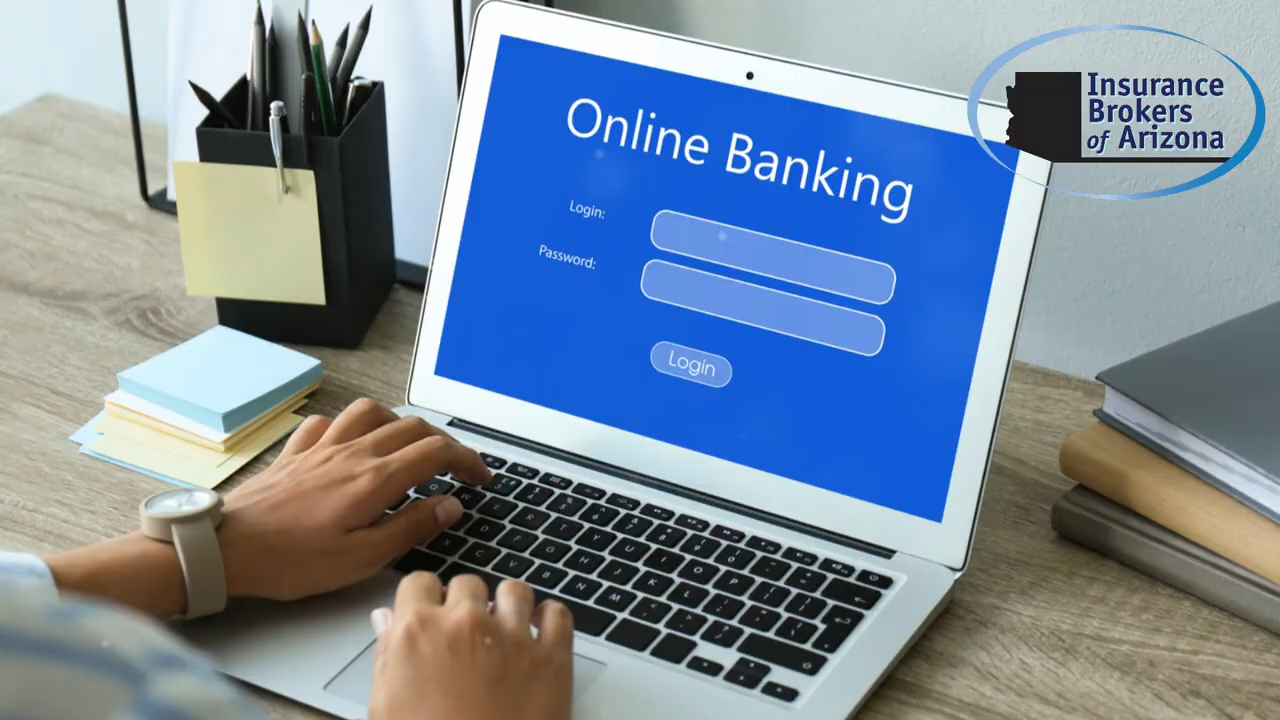 Online Banking
Login:
Password:
Login
Insurance
Brokers
of Arizona